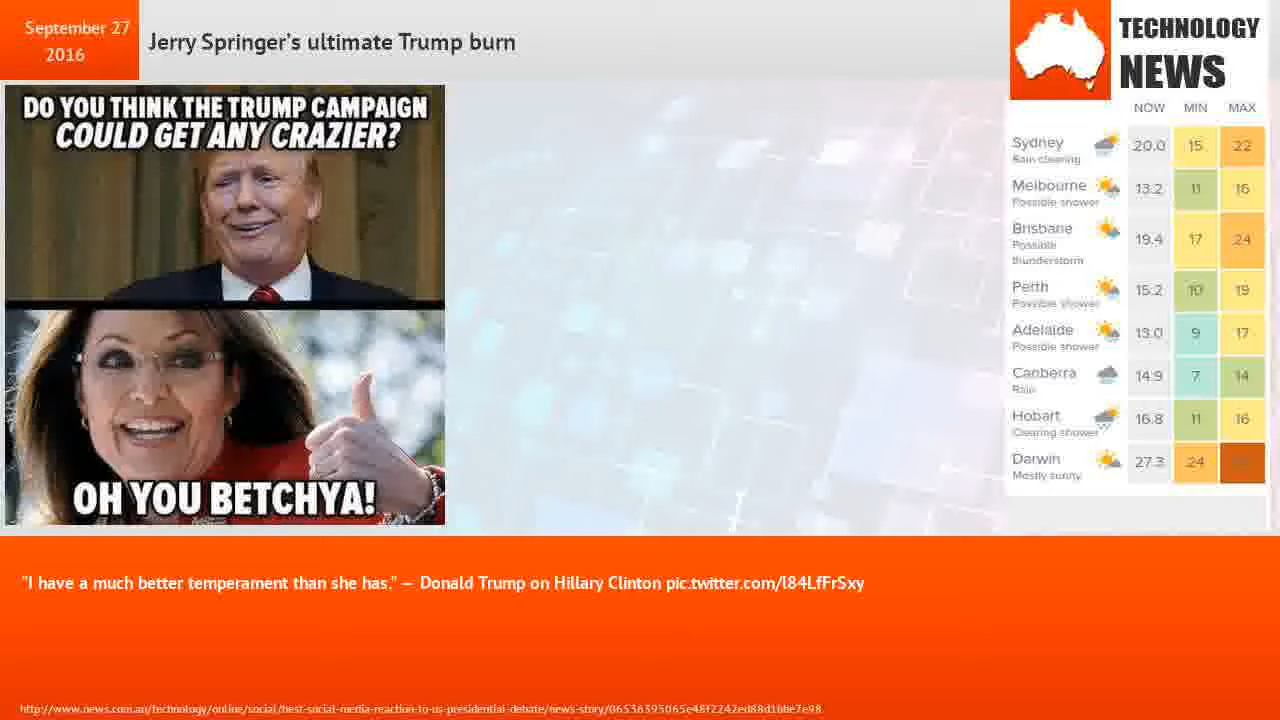 September 27
2016
Jerry Springer's ultimate Trump burn
TECHNOLOGY
NEWS
DO YOU THINK THE TRUMP CAMPAIGN
COULD GET ANY CRAZIER?
OH YOU BETCHYA!
NOW MIN MAX
Sydney 20.0 15 22
Rain clearing
Melbourne 13.2 11 16
Possible shower
Brisbane 19.4 17 24
Possible
thunderstorm
Perth 15.2 10 19
Possible shower
Adelaide 13.0 9 17
Possible shower
Canberra 14.9 7 14
Rain
Hobart 16.8 11 16
Clearing shower
Darwin 27.3 24
Mostly sunny
"I have a much better temperament than she has." — Donald Trump on Hillary Clinton pic.twitter.com/l84LfFrSxy